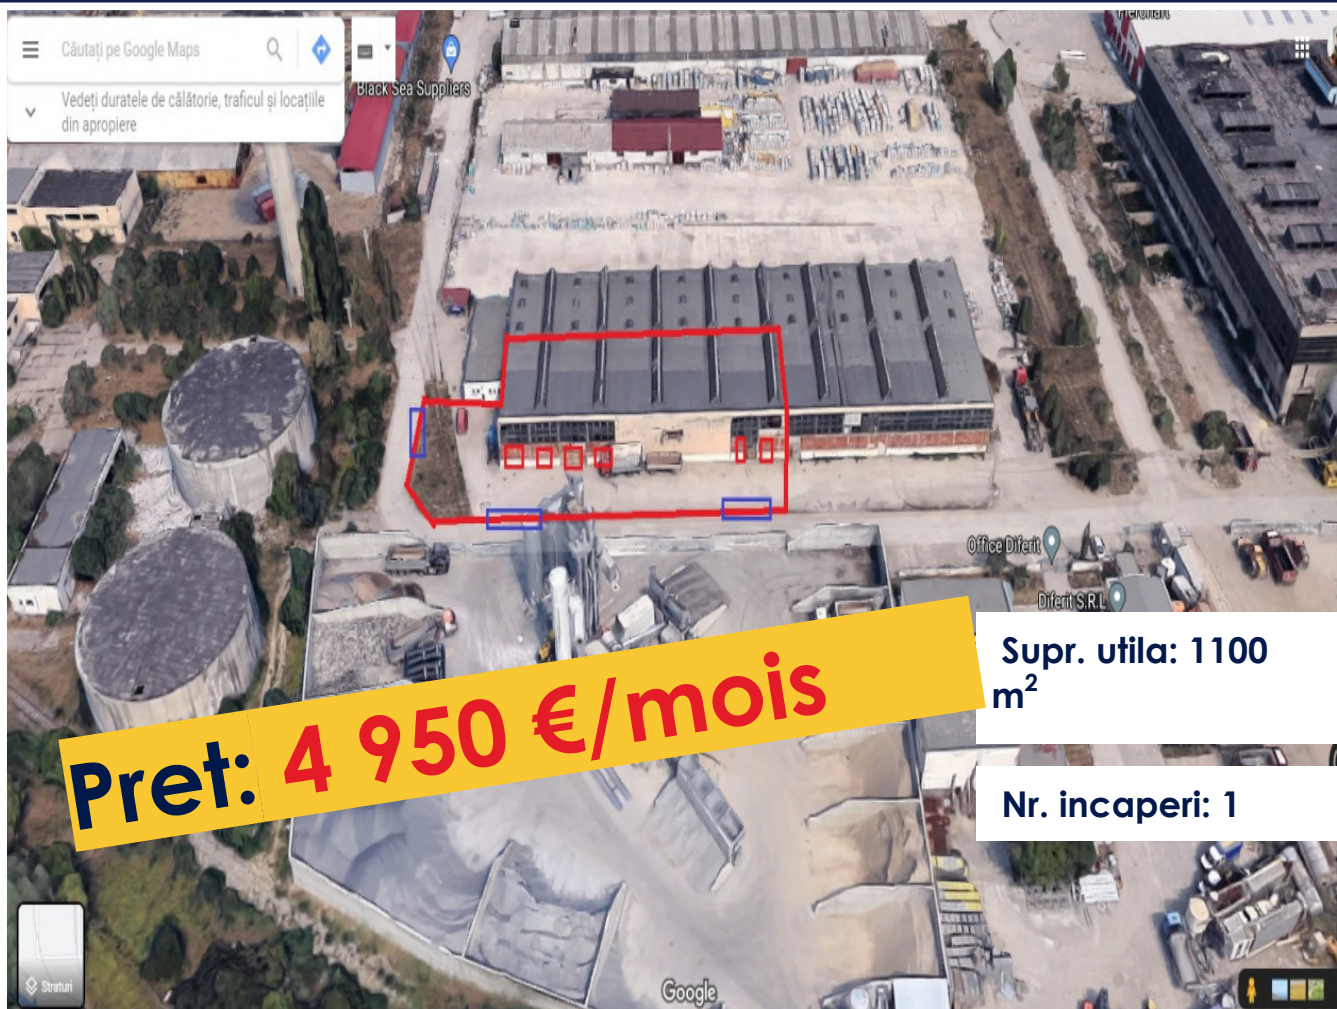 Căutați pe Google Maps
Vedeți duratele de călătorie, traficul și locațiile
din apropiere
Black Sea Suppliers
Office Diferit
Diferit S.R.L
Supr. utila: 1100
m²
Pret: 4 950 €/mois
Nr. incaperi: 1
Straturi
Google